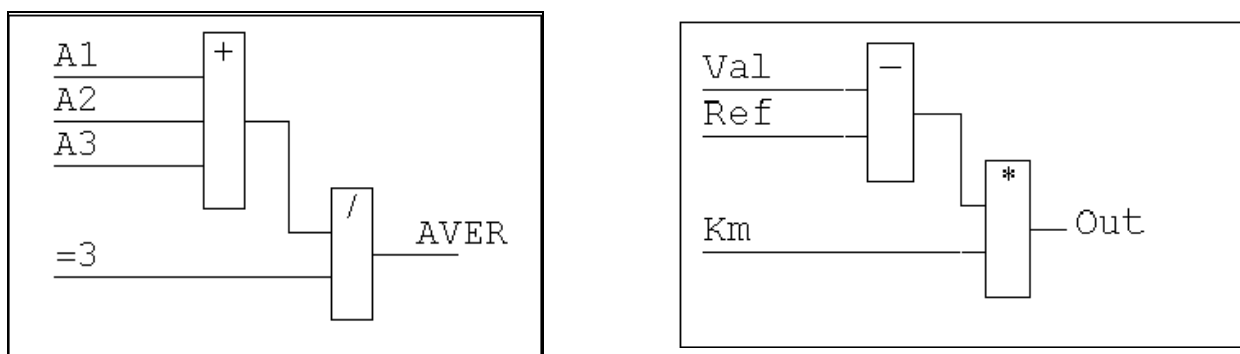 A1
+
A2
A3
/
AVER
=3
Val
—
Ref
*
Km
Out